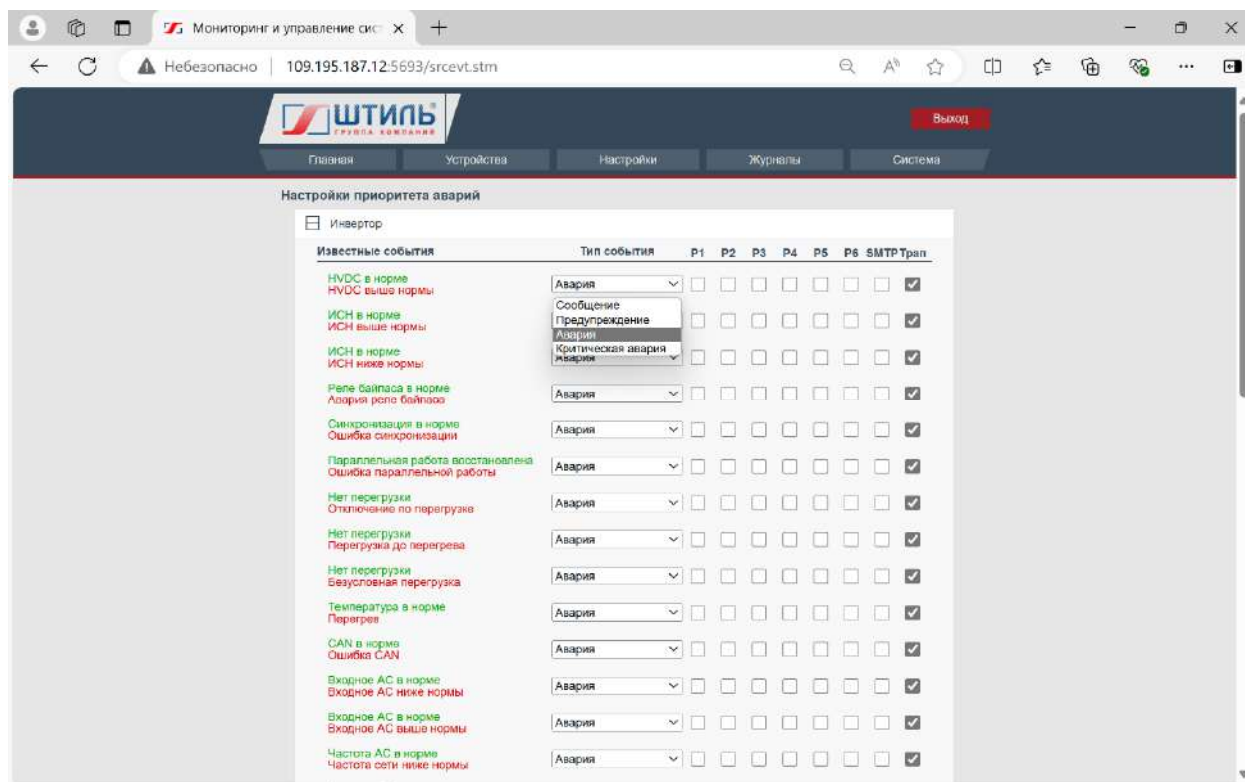 Мониторинг и управление сис
Небезопасно 109.195.187.12:5693/srcevt.stm
ШТИЛЬ
ГРУППА КОМПАНИЙ
Выход
Главная Устройства Настройки Журналы Система
Настройки приоритета аварий
Инвертор
Известные события Тип события P1 P2 P3 P4 P5 P6 SMTP Трап
HVDC в норме
HVDC выше нормы
Авария
Сообщение
Предупреждение
Авария
Критическая авария
ИСН в норме
ИСН выше нормы
ИСН в норме
ИСН ниже нормы
Авария
Реле байпаса в норме
Авария реле байпаса
Авария
Синхронизация в норме
Ошибка синхронизации
Авария
Параллельная работа восстановлена
Ошибка параллельной работы
Авария
Нет перегрузки
Отключение по перегрузке
Авария
Нет перегрузки
Перегрузка до перегрева
Авария
Нет перегрузки
Безусловная перегрузка
Авария
Температура в норме
Перегрев
Авария
CAN в норме
Ошибка CAN
Авария
Входное AC в норме
Входное AC ниже нормы
Авария
Входное AC в норме
Входное AC выше нормы
Авария
Частота AC в норме
Частота сети ниже нормы
Авария